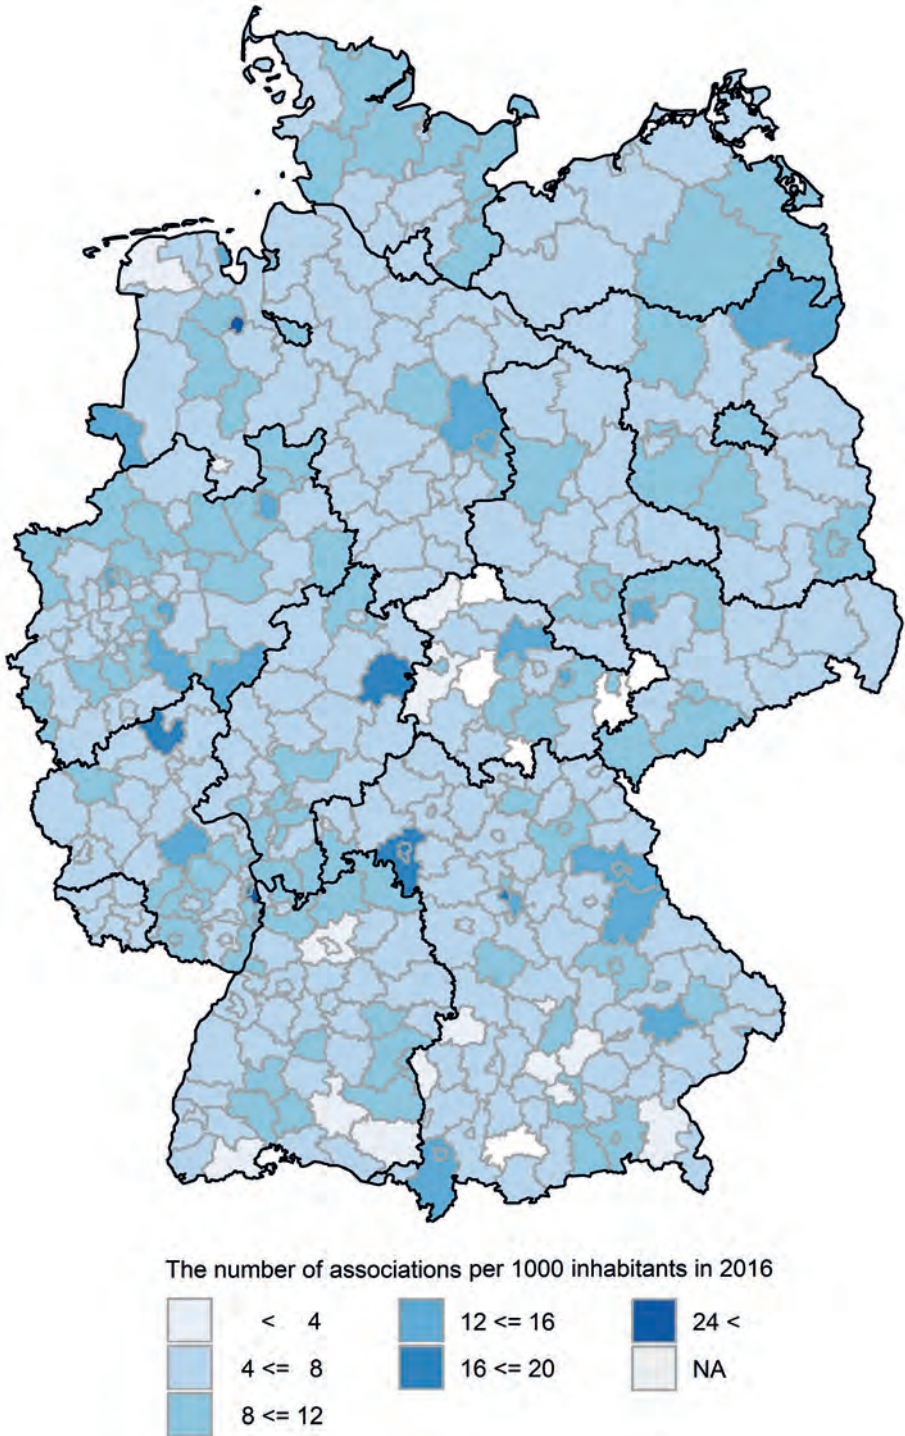 The number of associations per 1000 inhabitants in 2016
< 4
4 <= 8
8 <= 12
12 <= 16
16 <= 20
24 <
NA